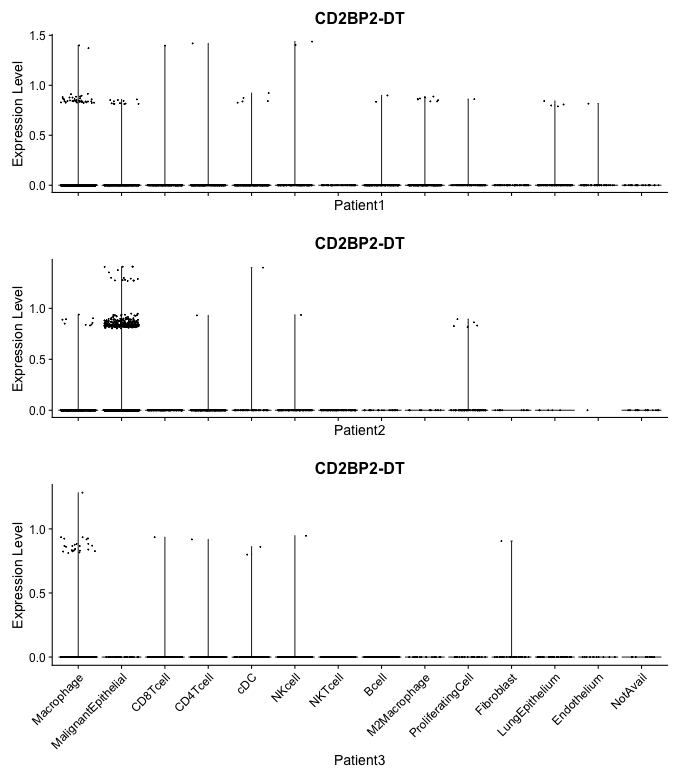 CD2BP2-DT
Expression Level
1.5
1.0
0.5
0.0
Patient1
CD2BP2-DT
Expression Level
1.0
0.5
0.0
Patient2
CD2BP2-DT
Expression Level
1.0
0.5
0.0
Macrophage
MalignantEpithelial
CD8Tcell
CD4Tcell
cDC
NKcell
NKTcell
Bcell
M2Macrophage
ProliferatingCell
Fibroblast
LungEpithelium
Endothelium
NotAvail
Patient3